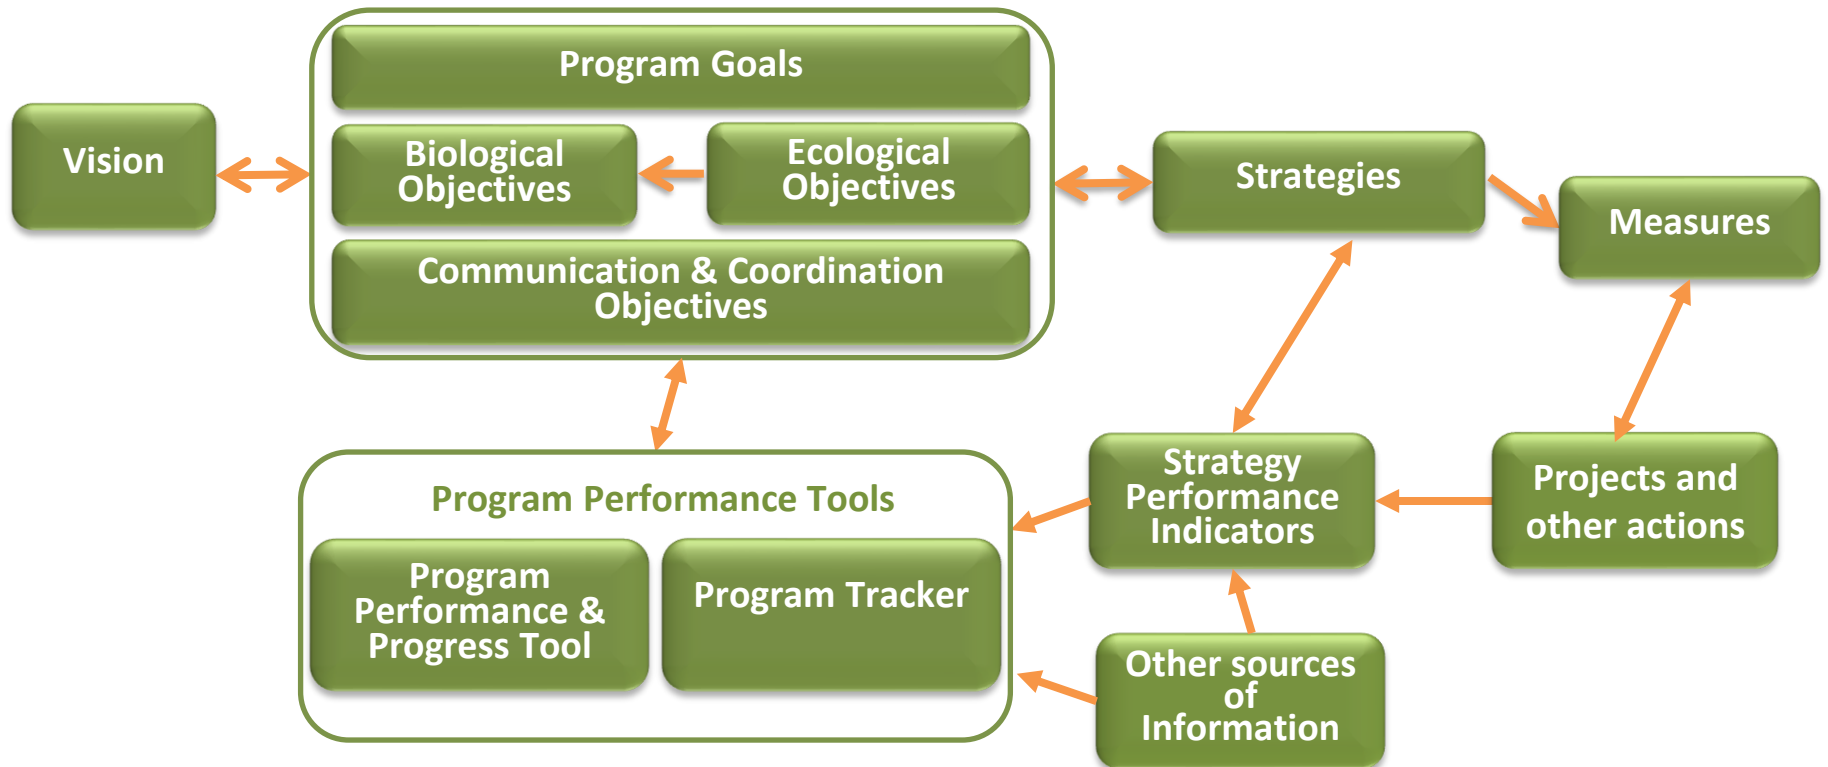 Program Goals
Vision
Biological
Objectives
Ecological
Objectives
Strategies
Measures
Communication & Coordination
Objectives
Program Performance Tools
Program
Performance &
Progress Tool
Program Tracker
Strategy
Performance
Indicators
Projects and
other actions
Other sources
of
Information